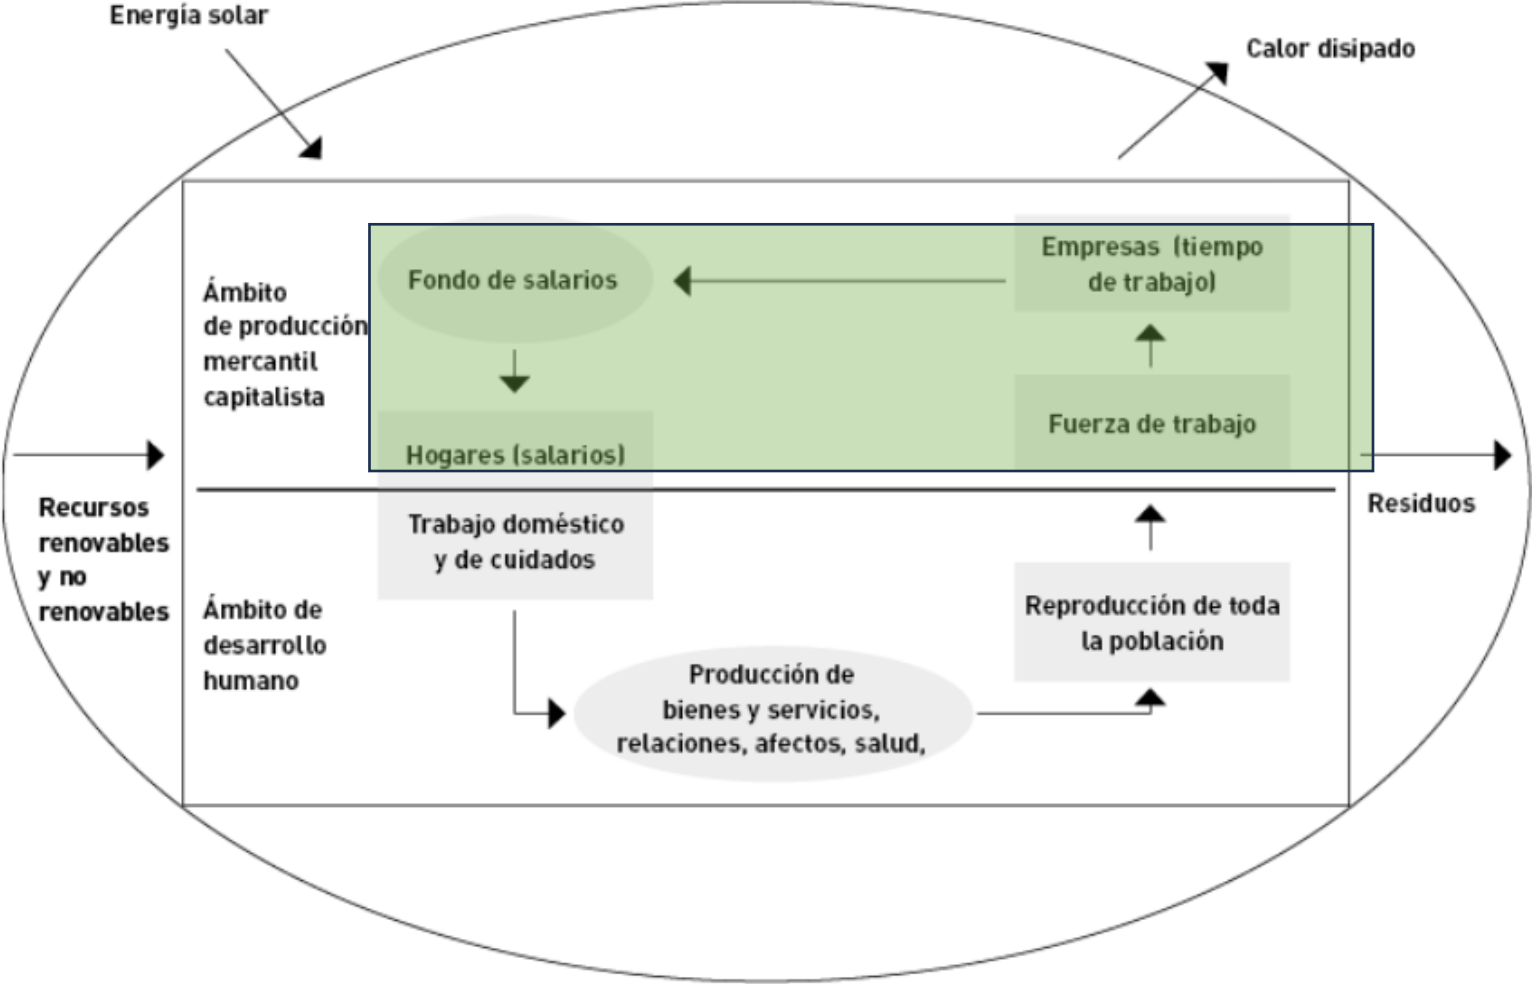 Energía solar
Calor disipado
Ámbito
de producción
mercantil
capitalista
Fondo de salarios
Empresas (tiempo
de trabajo)
Hogares (salarios)
Fuerza de trabajo
Recursos
renovables
y no
renovables
Residuos
Trabajo doméstico
y de cuidados
Ámbito de
desarrollo
humano
Producción de
bienes y servicios,
relaciones, afectos, salud,
Reproducción de toda
la población